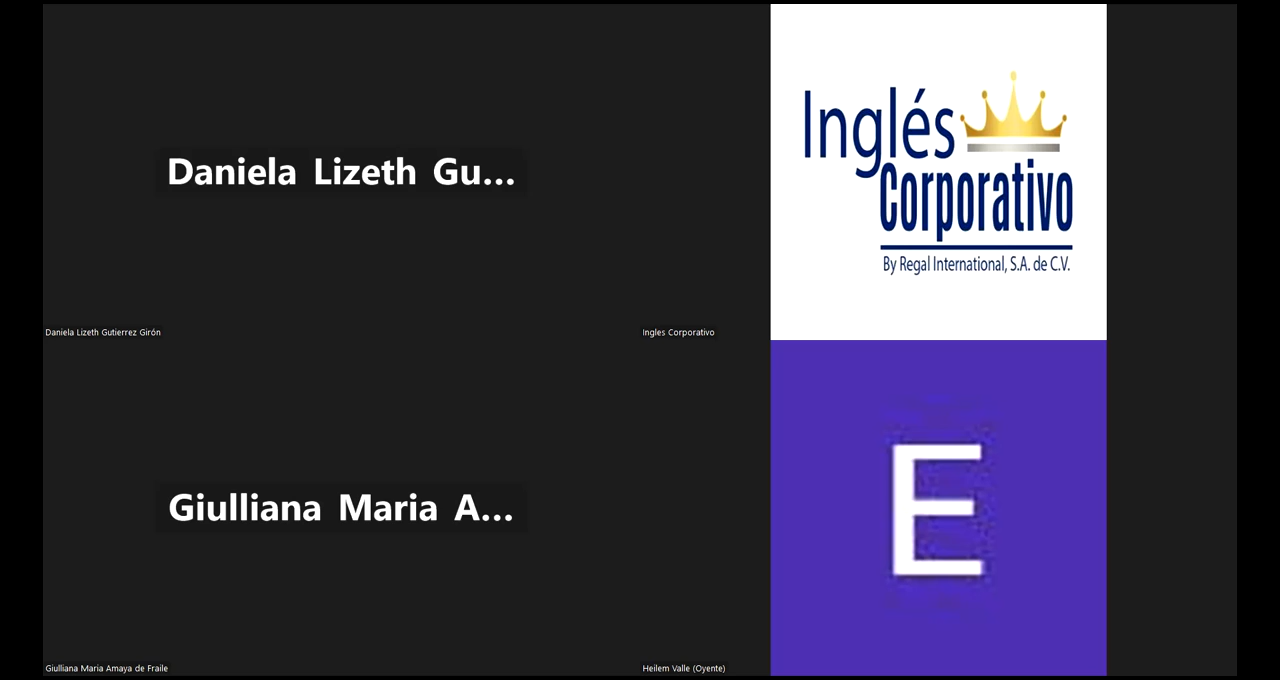 Daniela Lizeth Gu...
Daniela Lizeth Gutierrez Girón
Inglés
Corporativo
By Regal International, S.A. de C.V.
Ingles Corporativo
Giulliana Maria A...
Giulliana Maria Amaya de Fraile
E
Heilem Valle (Oyente)